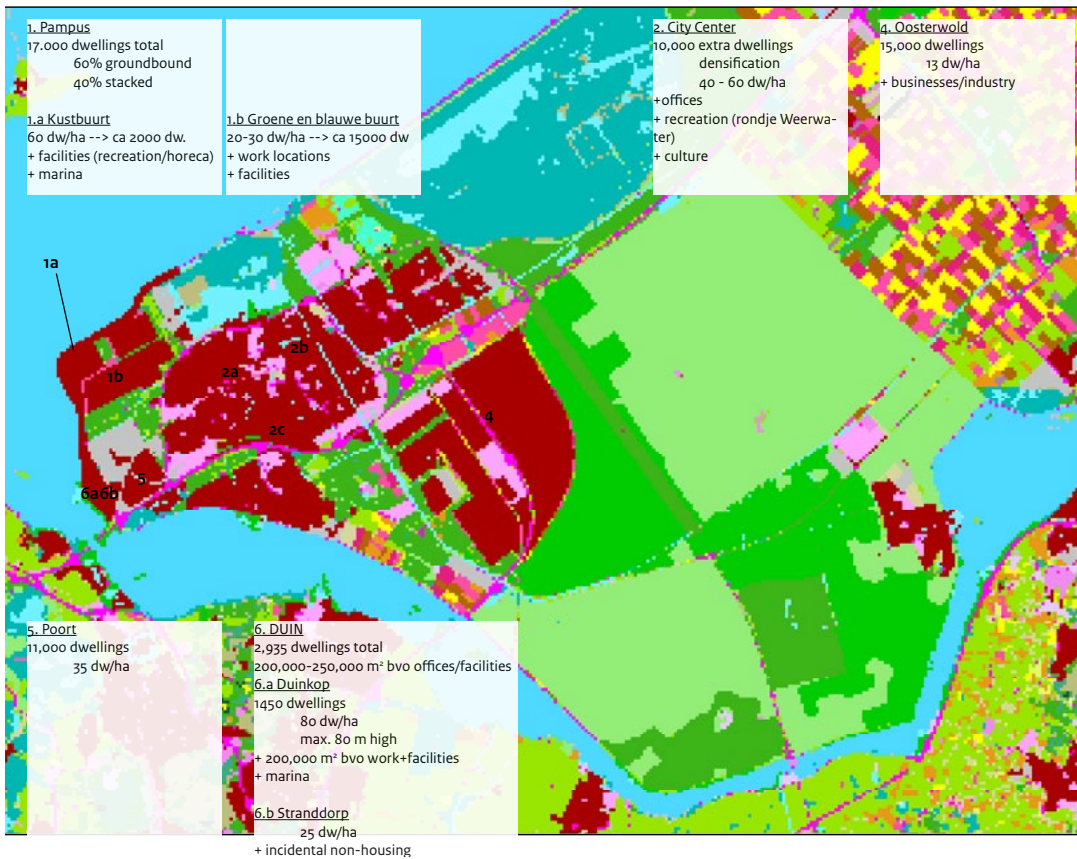 1. Pampus
17.000 dwellings total
60% groundbound
40% stacked
1.a Kustbuurt
60 dw/ha --> ca 2000 dw.
+ facilities (recreation/horeca)
+ marina
1.b Groene en blauwe buurt
20-30 dw/ha --> ca 15000 dw
+ work locations
+ facilities
2. City Center
10,000 extra dwellings
densification
40 - 60 dw/ha
+offices
+ recreation (rondje Weerwa-
ter)
+ culture
4. Oosterwold
15,000 dwellings
13 dw/ha
+ businesses/industry
1a
1b
2a
2b
2c
4
5
6a6b
5. Poort
11,000 dwellings
35 dw/ha
6. DUIN
2,935 dwellings total
200,000-250,000 m² bvo offices/facilities
6.a Duinkop
1450 dwellings
80 dw/ha
max. 80 m high
+ 200,000 m² bvo work+facilities
+ marina
6.b Stranddorp
25 dw/ha
+ incidental non-housing